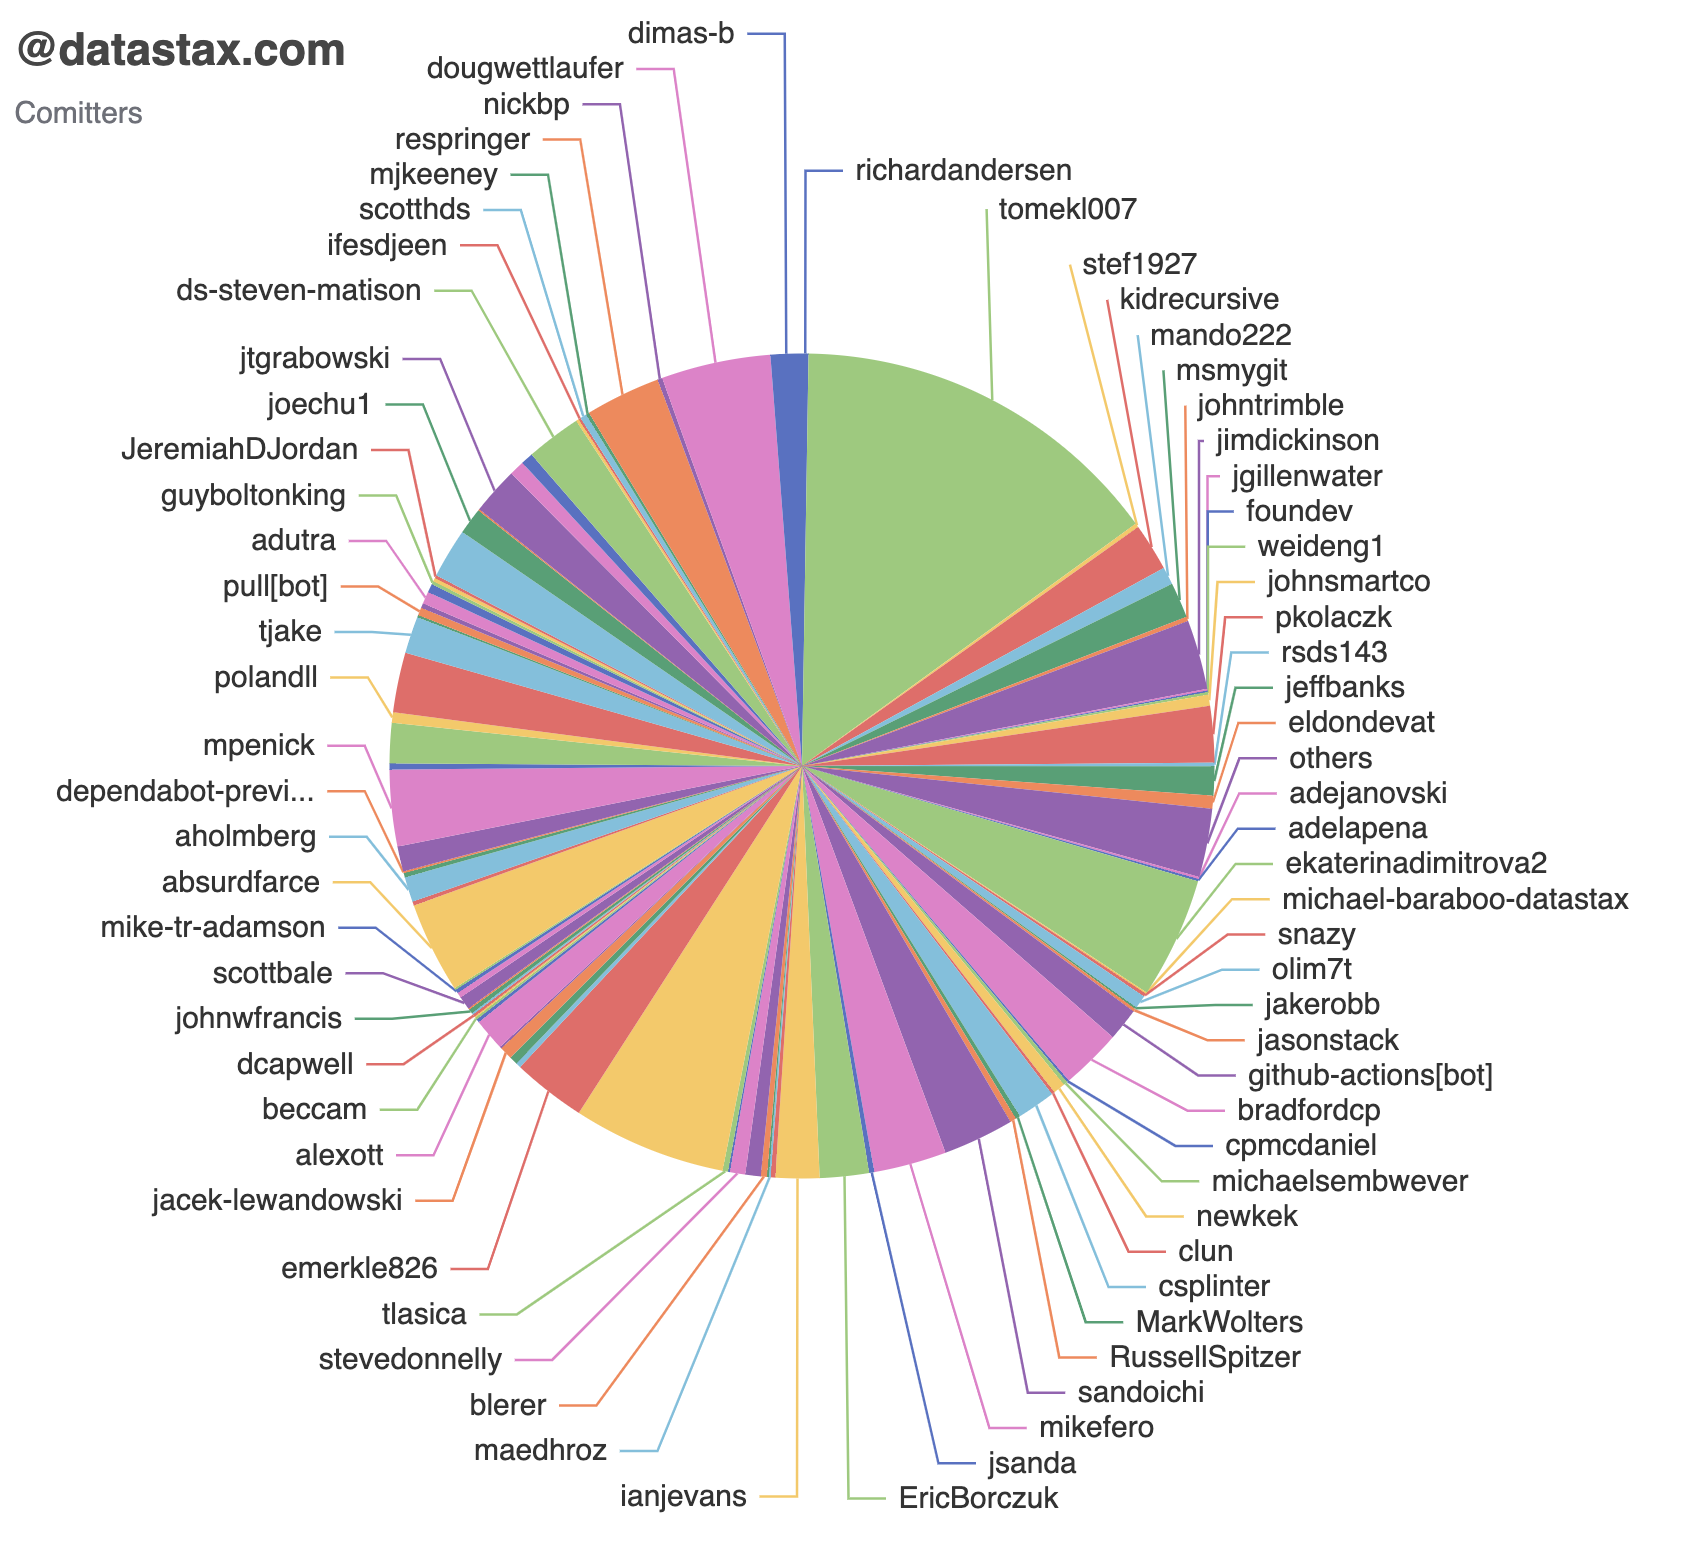 @datastax.com
Comitters
dimas-b
dougwettlaufer
nickbp
respringer
mjkeeney
scotthds
ifesdjeen
ds-steven-matison
jtgrabowski
joechu1
JeremiahDJordan
guyboltonking
adutra
pull[bot]
tjake
polandll
mpenick
dependabot-previ...
aholmberg
absurdfarce
mike-tr-adamson
scottbale
johnwfrancis
dcapwell
beccam
alexott
jacek-lewandowski
emerkle826
tlasica
stevedonnelly
blerer
maedhroz
ianjevans
richardandersen
tomekl007
stef1927
kidrecursive
mando222
msmygit
johntrimble
jimdickinson
jgillenwater
foundev
weideng1
johnsmartco
pkolaczk
rsds143
jeffbanks
eldondevat
others
adejanovski
adelapena
ekaterinadimitrova2
michael-baraboo-datastax
snazy
olim7t
jakerobb
jasonstack
github-actions[bot]
bradfordcp
cpmcdaniel
michaelsembwever
newkek
clun
csplinter
MarkWolters
RussellSpitzer
sandoichi
mikefero
jsanda
EricBorczuk